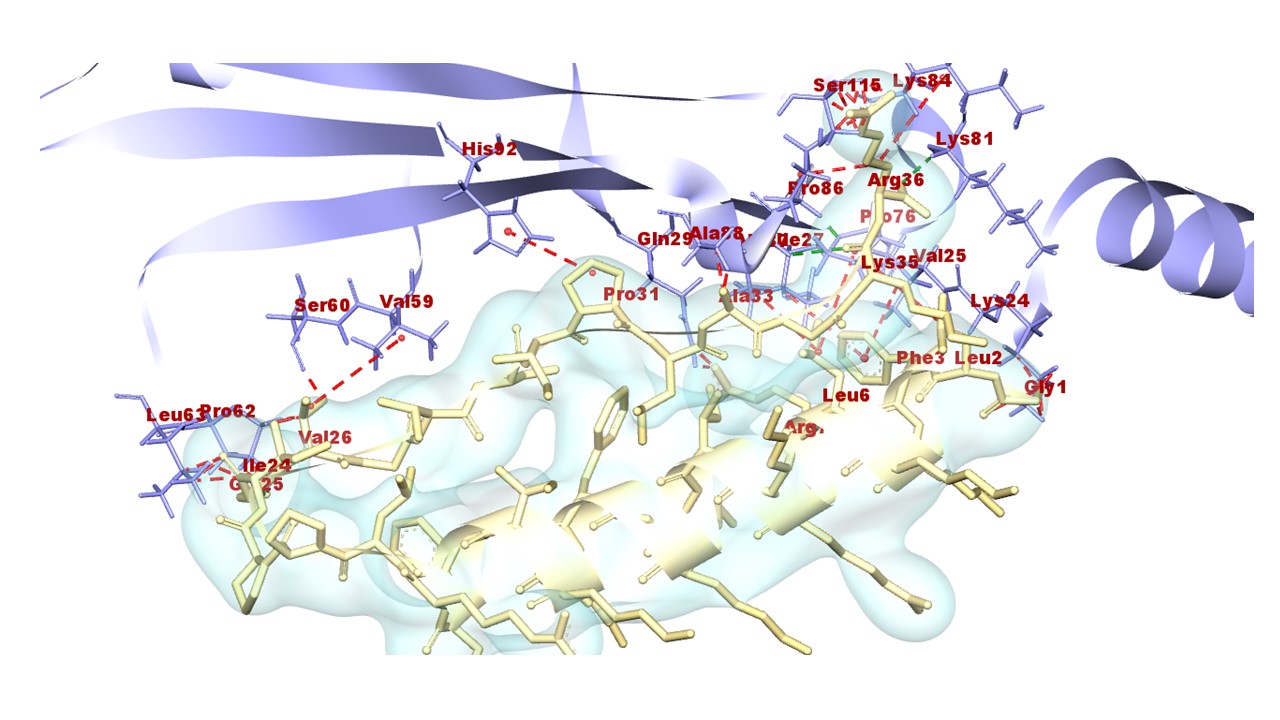 Ser115
Lys84
His92
Lys81
Pro86
Arg36
Pro76
Gln29
Ala88
Ile27
Lys35
Val25
Pro31
Ala33
Lys24
Ser60
Val59
Phe3
Leu2
Gly1
Leu6
Leu63
Pro62
Val26
Ile24